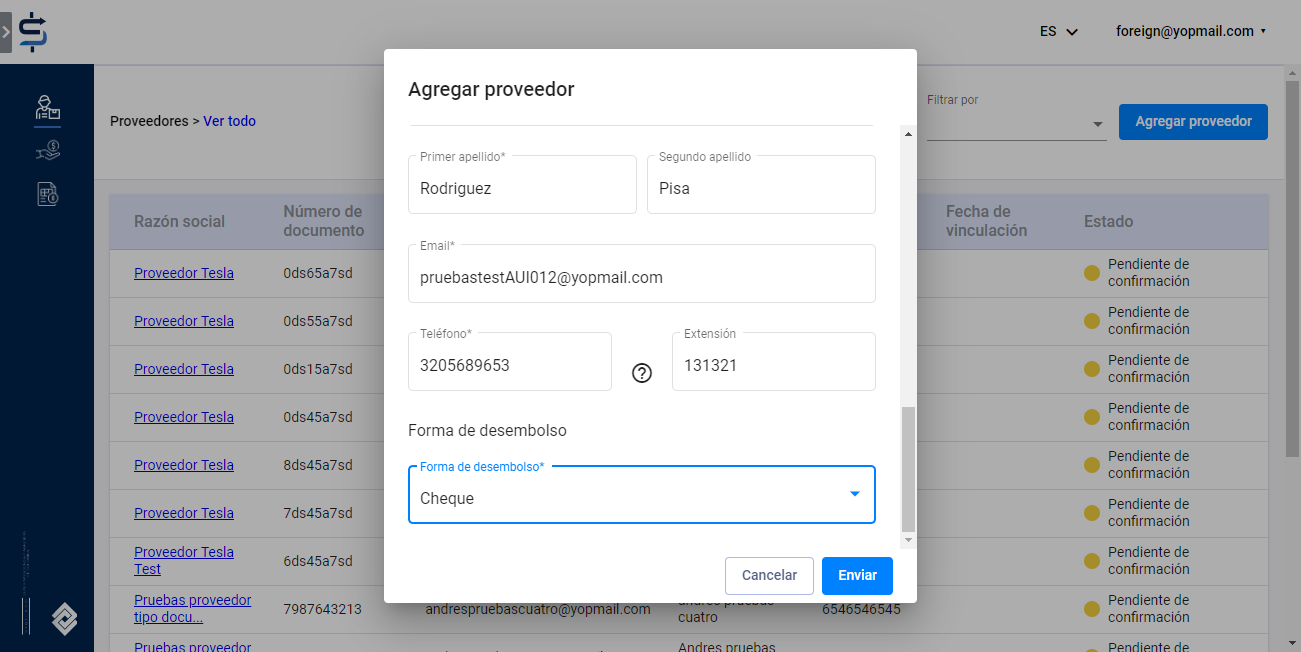 ES
foreign@yopmail.com
Proveedores > Ver todo
Filtrar por
Agregar proveedor
Razón social
Número de
documento
Fecha de
vinculación
Estado
Proveedor Tesla
0ds65a7sd
Pendiente de
confirmación
Proveedor Tesla
0ds55a7sd
Pendiente de
confirmación
Proveedor Tesla
0ds15a7sd
Pendiente de
confirmación
Proveedor Tesla
0ds45a7sd
Pendiente de
confirmación
Proveedor Tesla
8ds45a7sd
Pendiente de
confirmación
Proveedor Tesla
7ds45a7sd
Pendiente de
confirmación
Proveedor Tesla
Test
6ds45a7sd
Pendiente de
confirmación
Pruebas proveedor
tipo docu...
7987643213
andrespruebascuatro@yopmail.com
andres pruebas
cuatro
6546546545
Pendiente de
confirmación
Pruebas proveedor
Andres pruebas
Pendiente de
Agregar proveedor
Primer apellido*
Rodriguez
Segundo apellido
Pisa
Email*
pruebastestAUI012@yopmail.com
Teléfono*
3205689653
?
Extensión
131321
Forma de desembolso
Forma de desembolso*
Cheque
Cancelar
Enviar